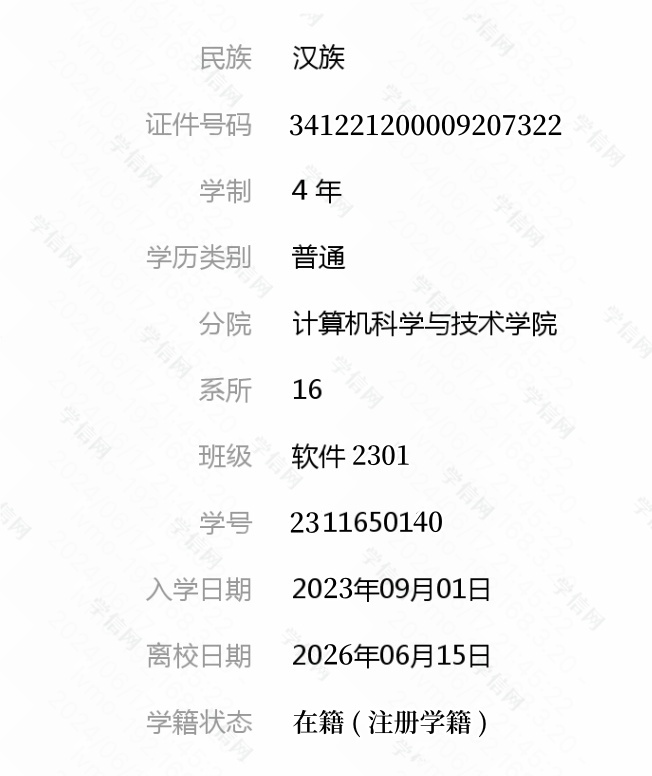 民族 汉族
证件号码 341221200009207322
学制 4 年
学历类别 普通
分院 计算机科学与技术学院
系所 16
班级 软件 2301
学号 2311650140
入学日期 2023年09月01日
离校日期 2026年06月15日
学籍状态 在籍 ( 注册学籍 )